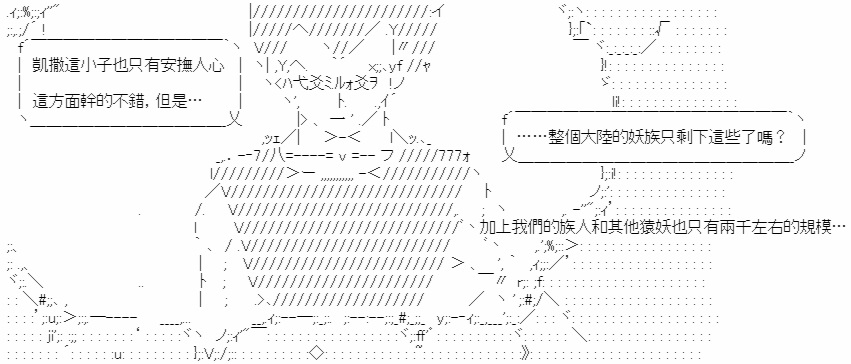 凱撒這小子也只有安撫人心
這方面幹的不錯，但是…
……整個大陸的妖族只剩下這些了嗎？
加上我們的族人和其他猿妖也只有兩千左右的規模…